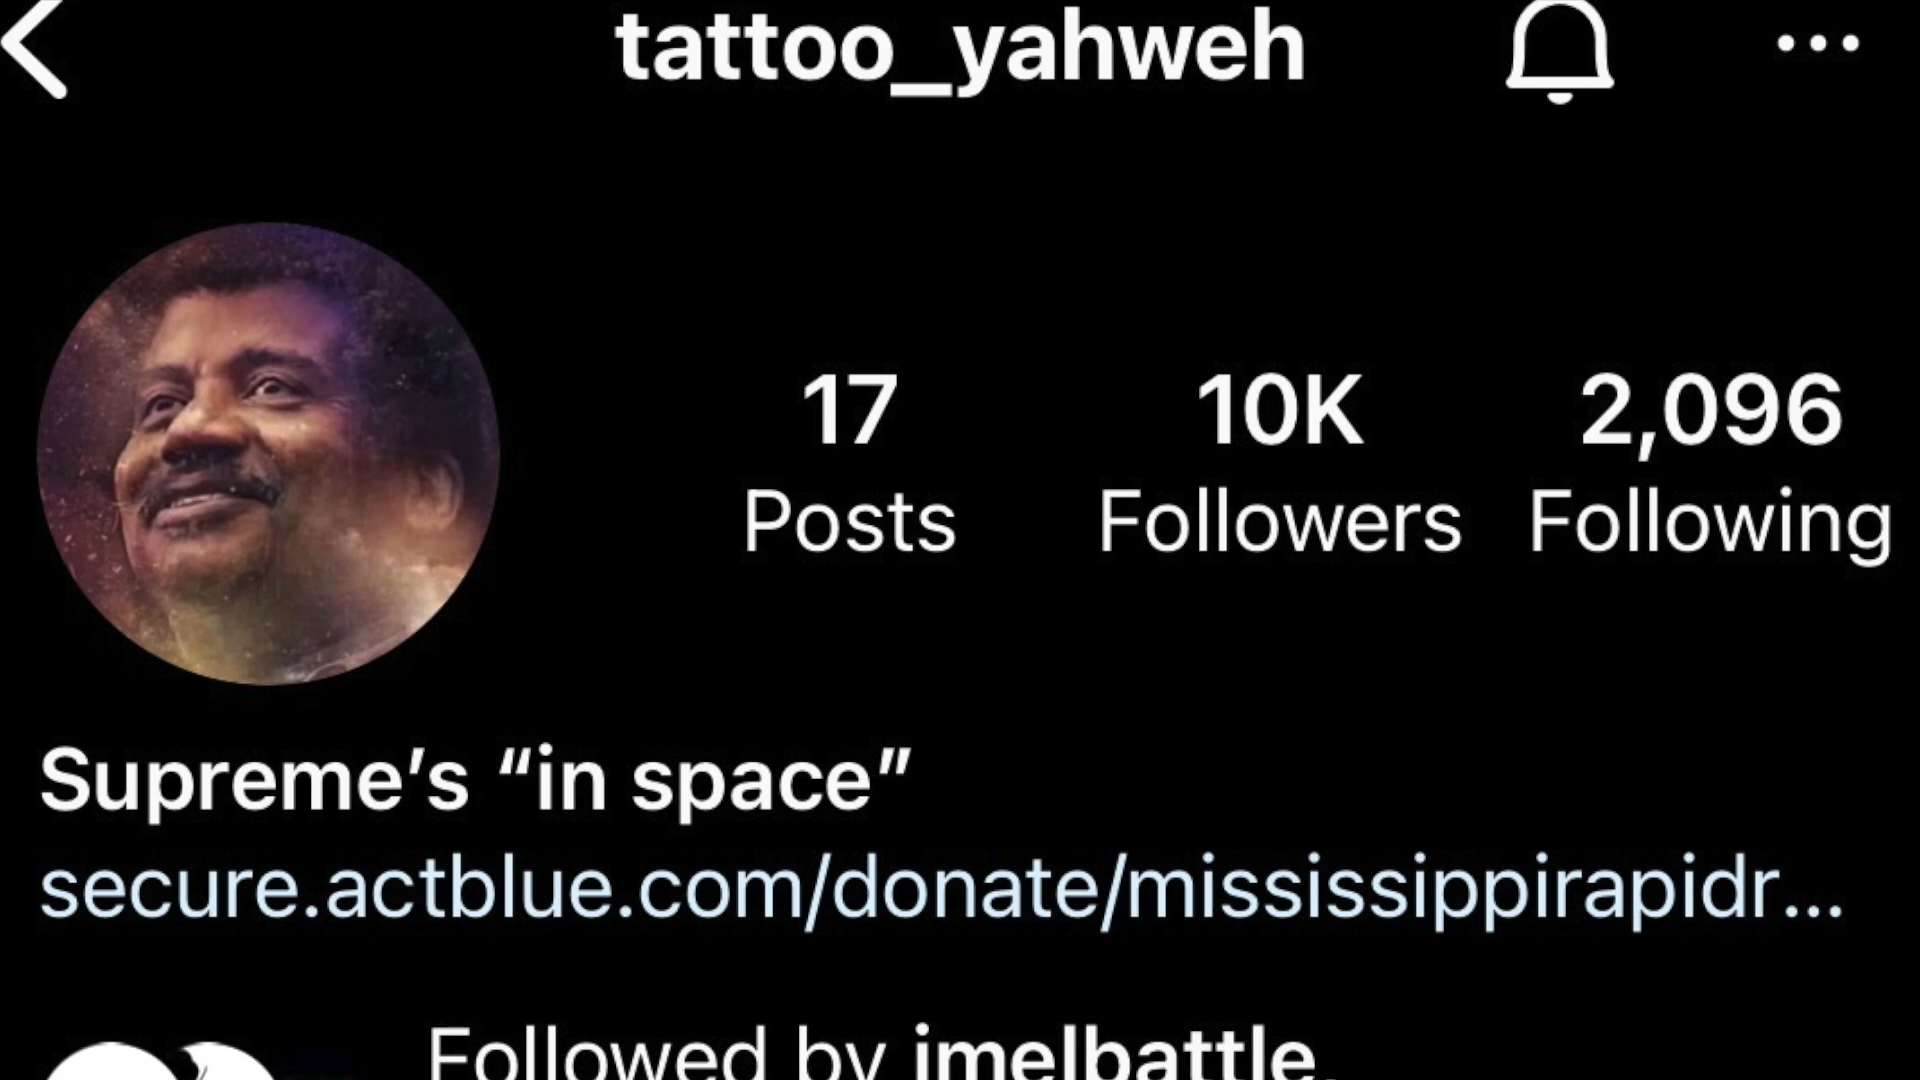 tattoo_yahweh
17 10K 2,096
Posts Followers Following
Supreme’s “in space”
secure.actblue.com/donate/mississippirapidr...
Followed by imelbattle,